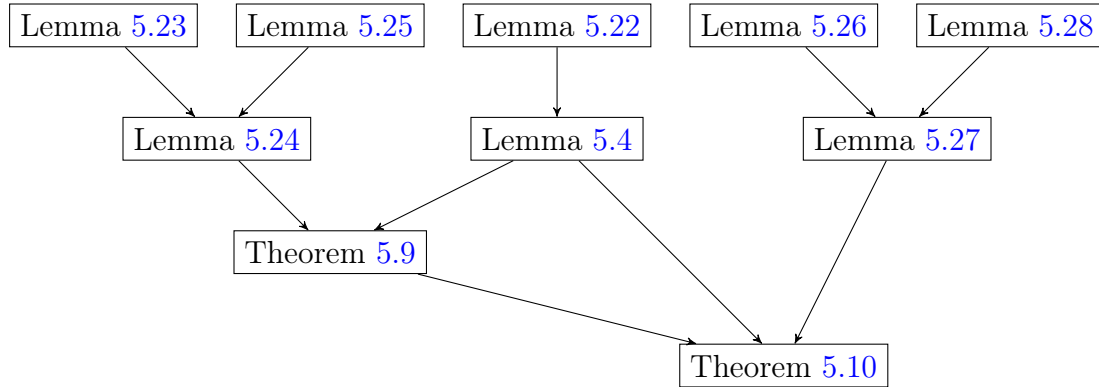 Lemma 5.23
Lemma 5.25
Lemma 5.22
Lemma 5.26
Lemma 5.28
Lemma 5.24
Lemma 5.4
Lemma 5.27
Theorem 5.9
Theorem 5.10